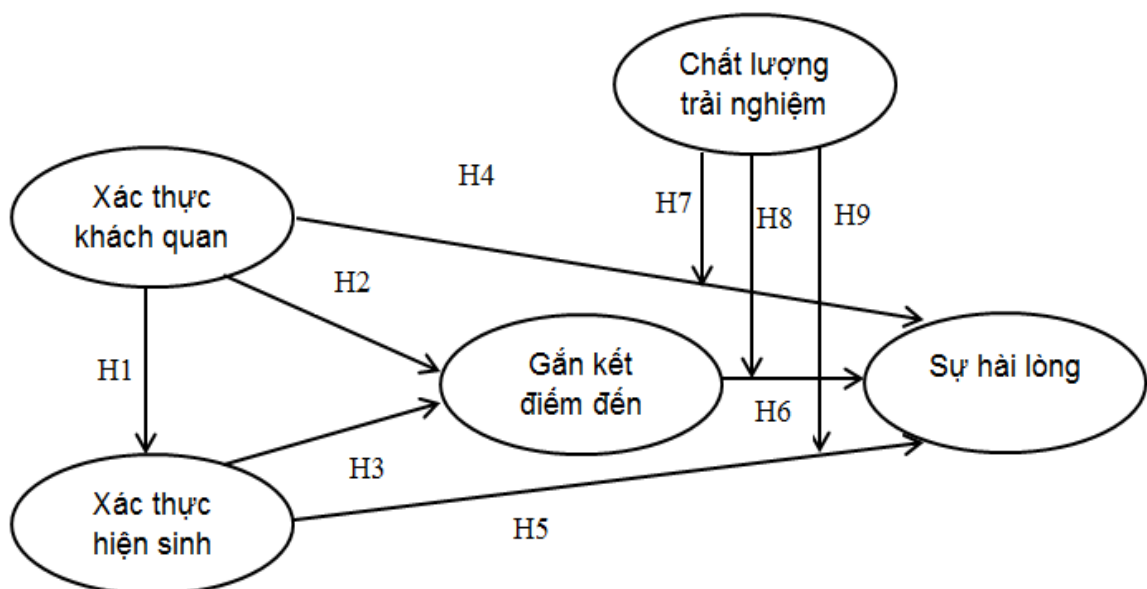 Chất lượng
trải nghiệm
Xác thực
khách quan
H4
H7
H8
H9
H2
H1
Gắn kết
điểm đến
Sự hài lòng
H6
H3
Xác thực
hiện sinh
H5